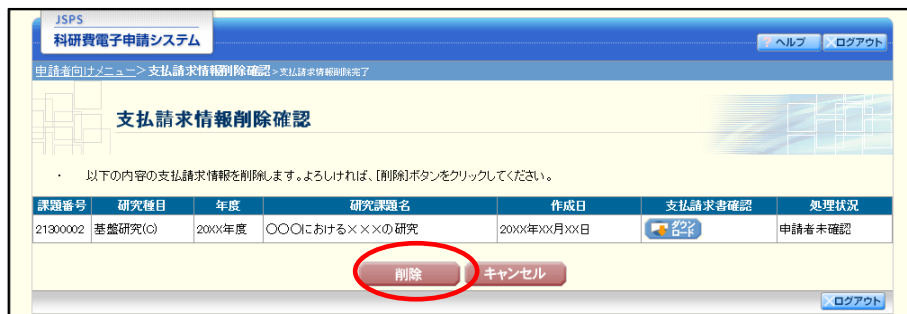 JSPS
科研費電子申請システム
? ヘルプ ログアウト
申請者向けメニュー>支払請求情報削除確認>支払請求情報削除完了
支払請求情報削除確認
・ 以下の内容の支払請求情報を削除します。よろしければ、[削除]ボタンをクリックしてください。
課題番号 研究種目 年度 研究課題名 作成日 支払請求書確認 処理状況
21300002 基盤研究(C) 20XX年度 〇〇〇における×××の研究 20XX年XX月XX日 ダウンロード 申請者未確認
削除 キャンセル
ログアウト